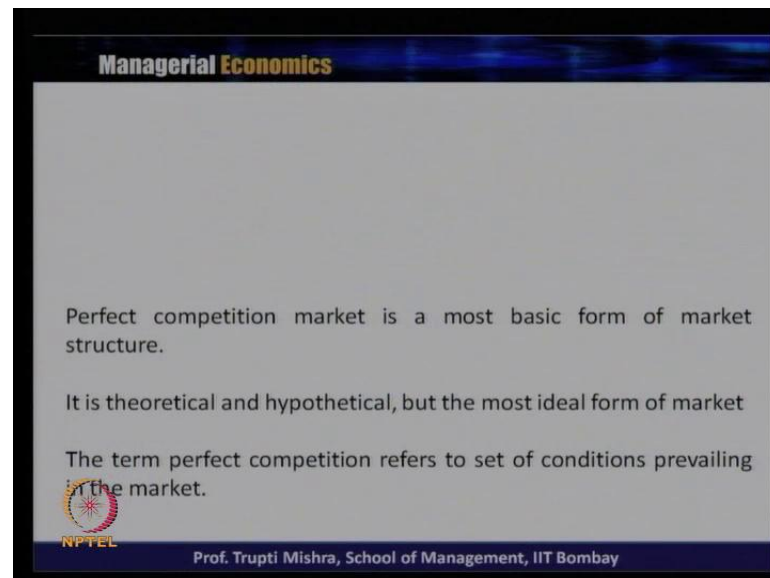 Managerial Economics
Perfect competition market is a most basic form of market
structure.
It is theoretical and hypothetical, but the most ideal form of market
The term perfect competition refers to set of conditions prevailing
in the market.
NPTEL
Prof. Trupti Mishra, School of Management, IIT Bombay